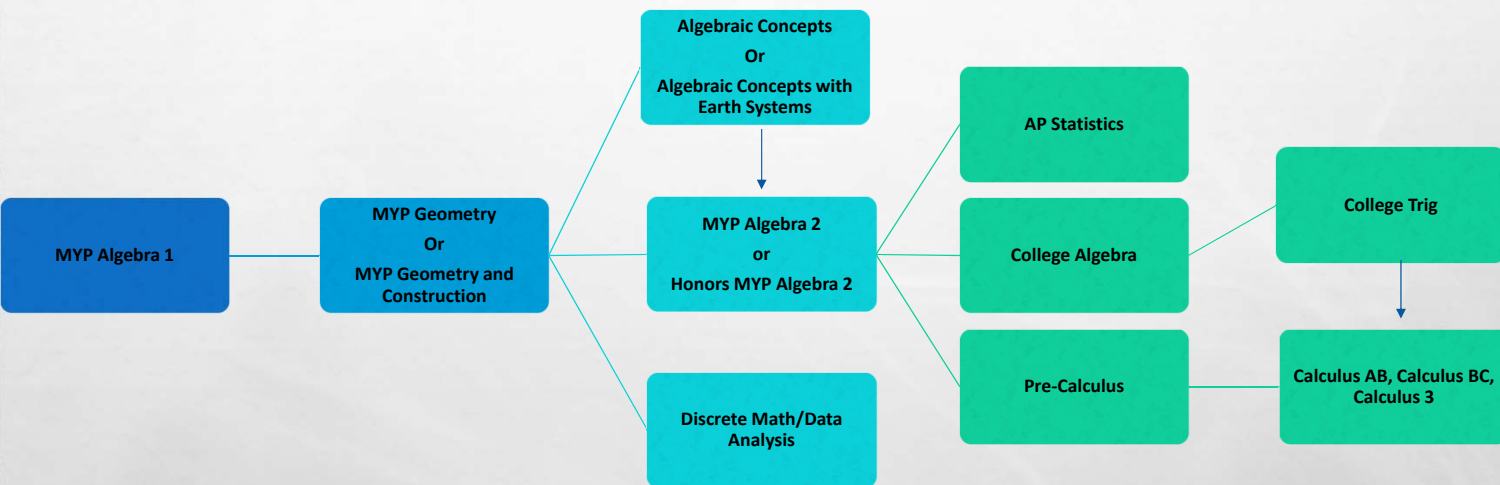 MYP Algebra 1
MYP Geometry
Or
MYP Geometry and
Construction
Algebraic Concepts
Or
Algebraic Concepts with
Earth Systems
MYP Algebra 2
or
Honors MYP Algebra 2
Discrete Math/Data
Analysis
AP Statistics
College Algebra
Pre-Calculus
College Trig
Calculus AB, Calculus BC,
Calculus 3